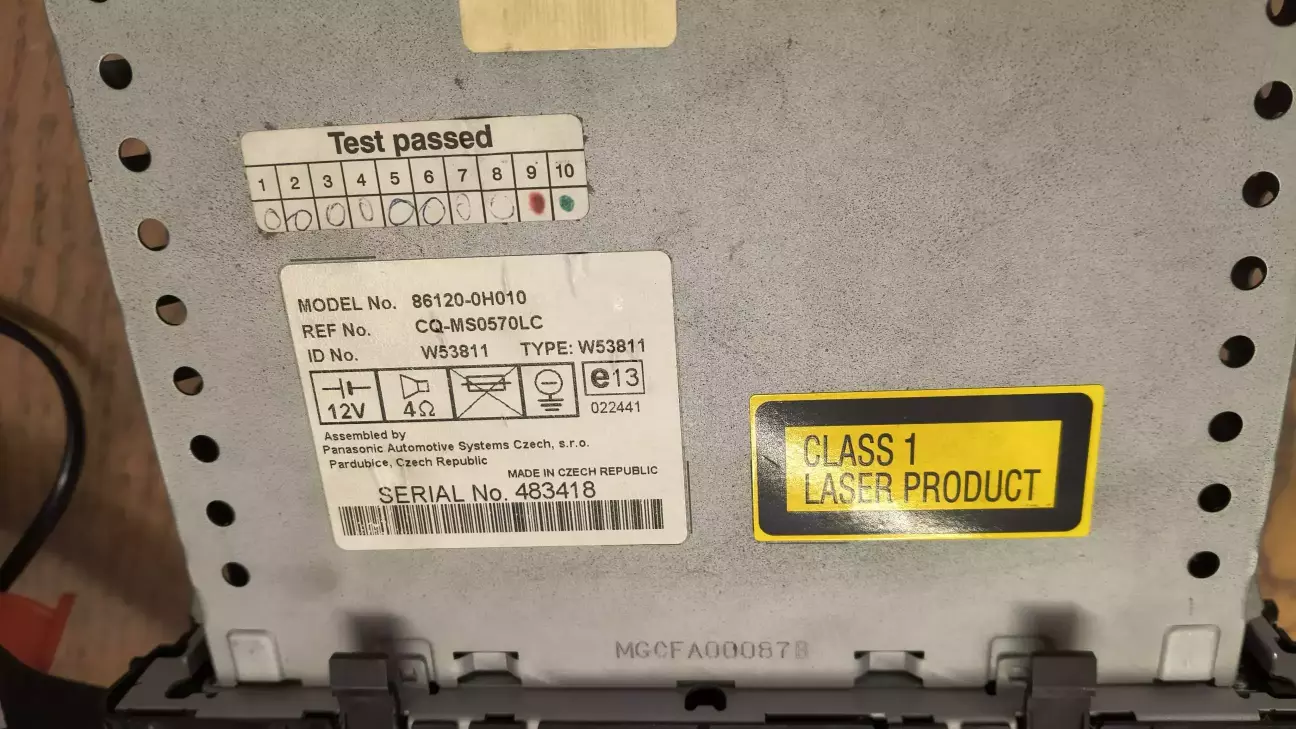 Test passed
1 2 3 4 5 6 7 8 9 10
MODEL No. 86120-0H010
REF No. CQ-MS0570LC
ID No. W53811 TYPE: W53811
12V 4Ω e13
022441
Assembled by
Panasonic Automotive Systems Czech, s.r.o.
Pardubice, Czech Republic
MADE IN CZECH REPUBLIC
SERIAL No. 483418
CLASS 1
LASER PRODUCT
MGCFA00087B